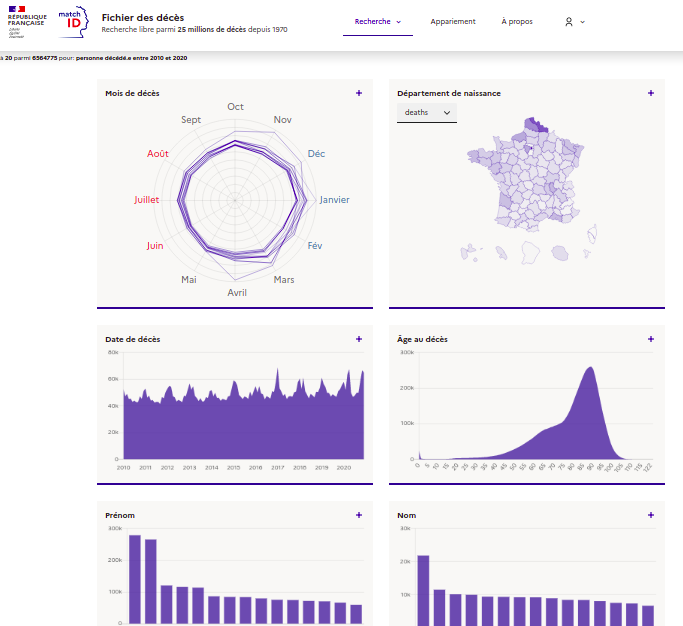 RÉPUBLIQUE
FRANÇAISE
Liberté
Égalité
Fraternité
match
ID
Fichier des décès
Recherche libre parmi 25 millions de décès depuis 1970
Recherche
Appariement
À propos
à 20 parmi 6564775 pour: personne décédé.e entre 2010 et 2020
Mois de décès
+
Oct
Nov
Déc
Janvier
Fév
Mars
Avril
Mai
Juin
Juillet
Août
Sept
Département de naissance
+
deaths
Date de décès
+
80k
60k
40k
20k
0
2010 2011 2012 2013 2014 2015 2016 2017 2018 2019 2020
Âge au décès
+
300k
200k
100k
0
0 5 10 15 20 25 30 35 40 45 50 55 60 65 70 75 80 85 90 95 100 105 110 115 122
Prénom
+
300k
200k
100k
0
Nom
+
30k
20k
10k